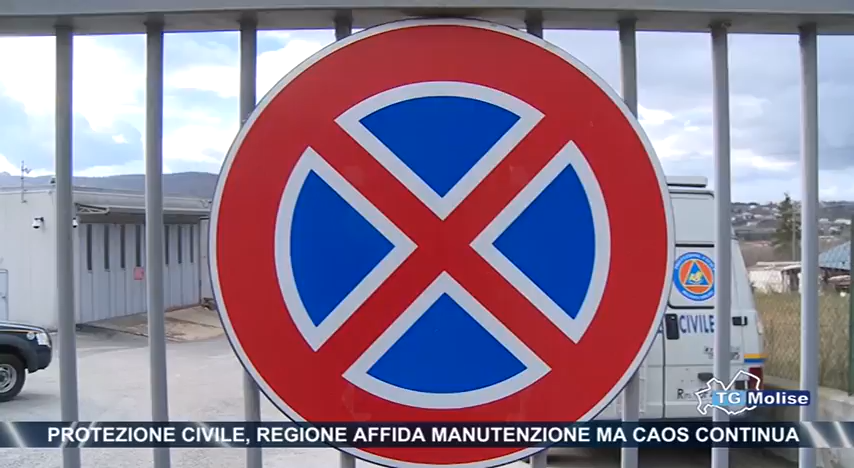 CIVILE
TG Molise
PROTEZIONE CIVILE, REGIONE AFFIDA MANUTENZIONE MA CAOS CONTINUA